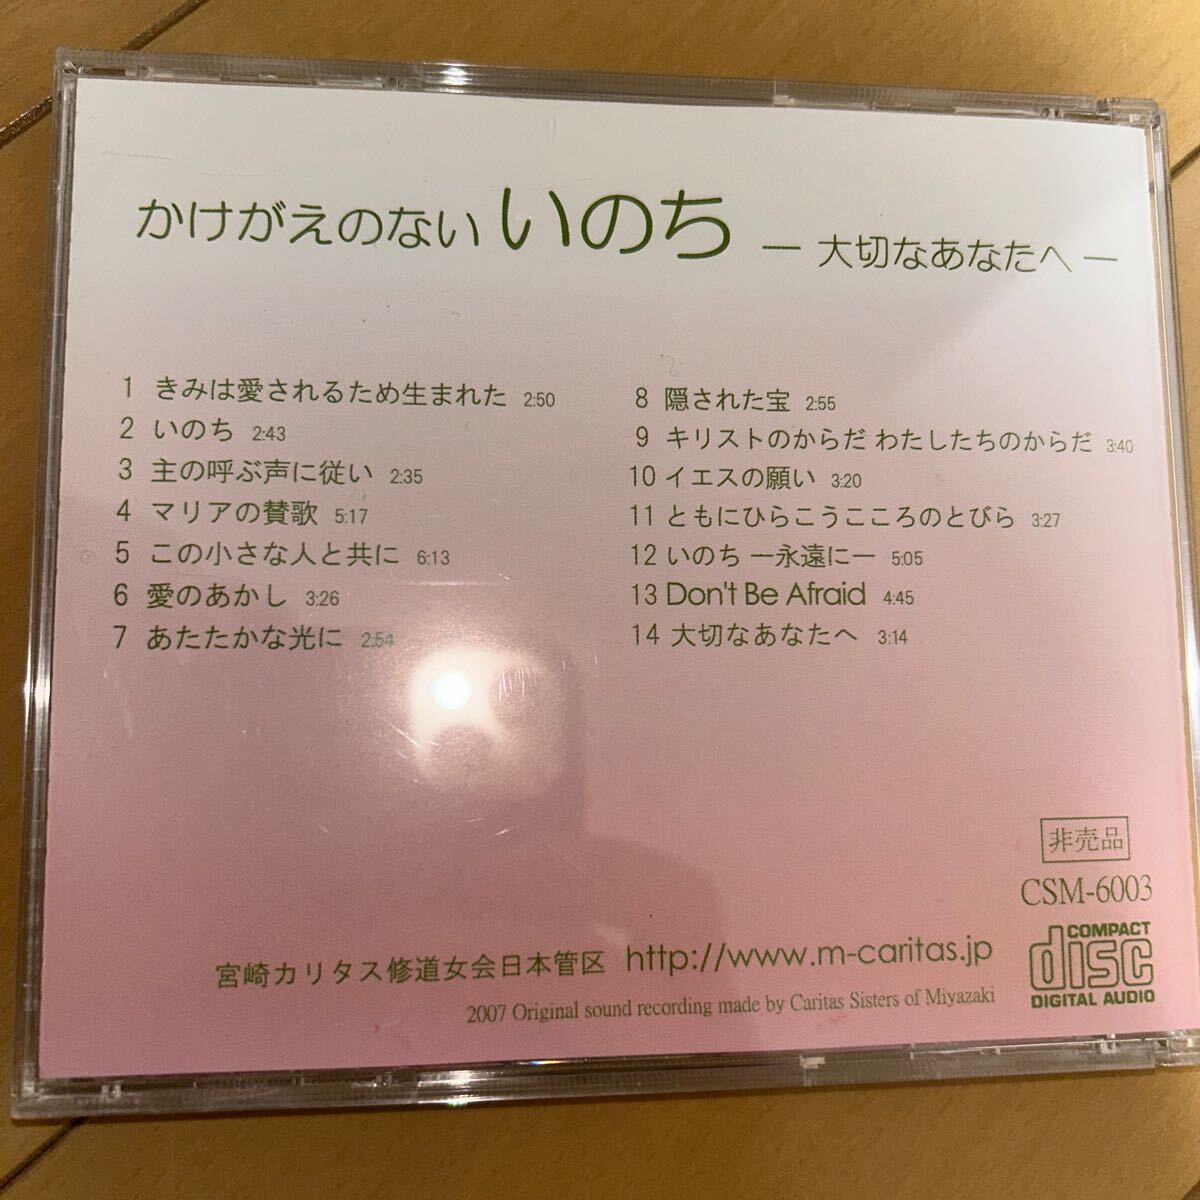 かけがえのない いのち ― 大切なあなたへ ―
1 きみは愛されるため生まれた 2:50
2 いのち 2:43
3 主の呼ぶ声に従い 2:35
4 マリアの賛歌 5:17
5 この小さな人と共に 6:13
6 愛のあかし 3:26
7 あたたかな光に 2:54
8 隠された宝 2:55
9 キリストのからだ わたしたちのからだ 3:40
10 イエスの願い 3:20
11 ともにひらこうこころのとびら 3:27
12 いのち ―永遠に― 5:05
13 Don't Be Afraid 4:45
14 大切なあなたへ 3:14
非売品
CSM-6003
宮崎カリタス修道女会日本管区 http://www.m-caritas.jp
2007 Original sound recording made by Caritas Sisters of Miyazaki
COMPACT
disc
DIGITAL AUDIO